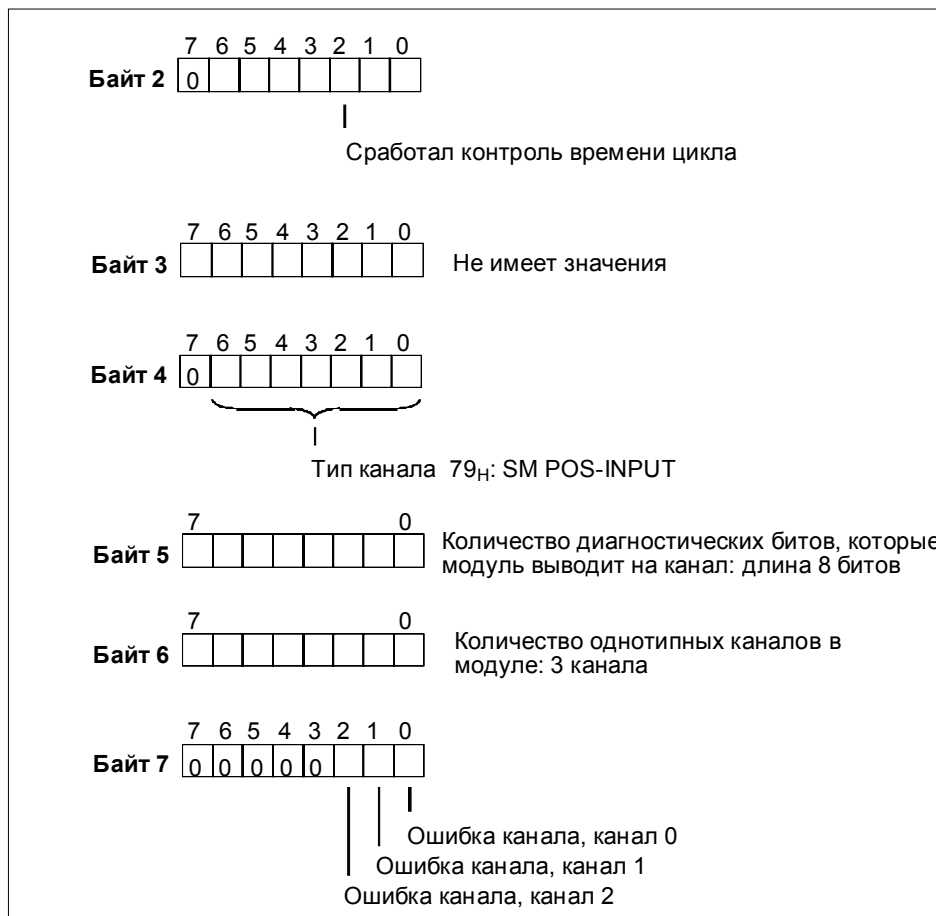 7 6 5 4 3 2 1 0
Байт 2 0
Сработал контроль времени цикла
7 6 5 4 3 2 1 0
Байт 3 Не имеет значения
7 6 5 4 3 2 1 0
Байт 4 0
Тип канала 79H: SM POS-INPUT
7 0
Байт 5 Количество диагностических битов, которые
модуль выводит на канал: длина 8 битов
7 0
Байт 6 Количество однотипных каналов в
модуле: 3 канала
7 6 5 4 3 2 1 0
Байт 7 0 0 0 0 0
Ошибка канала, канал 0
Ошибка канала, канал 1
Ошибка канала, канал 2